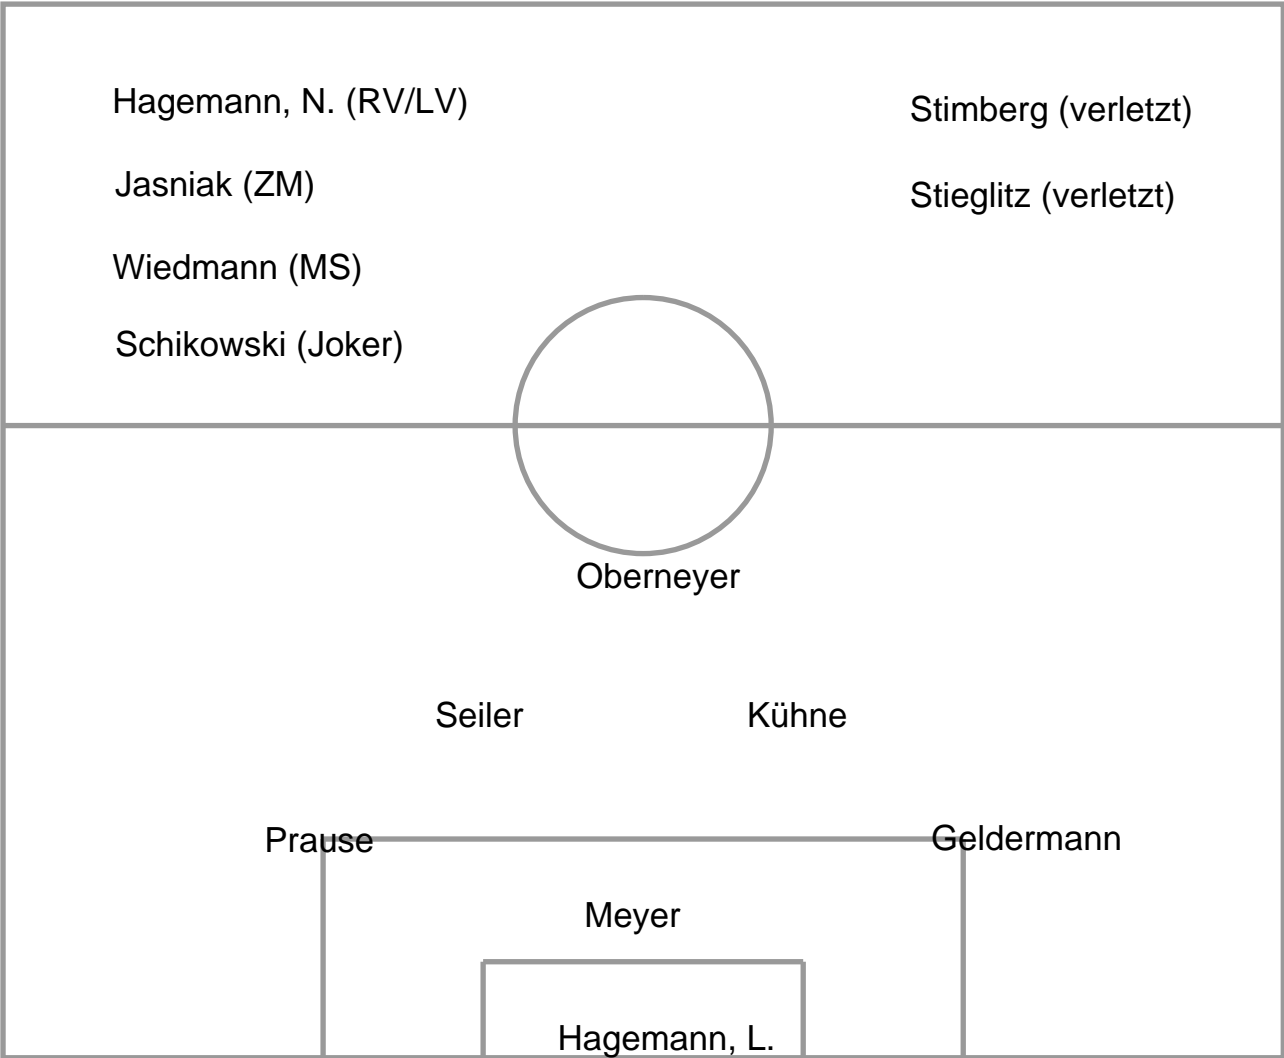 Hagemann, N. (RV/LV)
Stimberg (verletzt)
Jasniak (ZM)
Stieglitz (verletzt)
Wiedmann (MS)
Schikowski (Joker)
Oberneyer
Seiler
Kühne
Prause
Geldermann
Meyer
Hagemann, L.